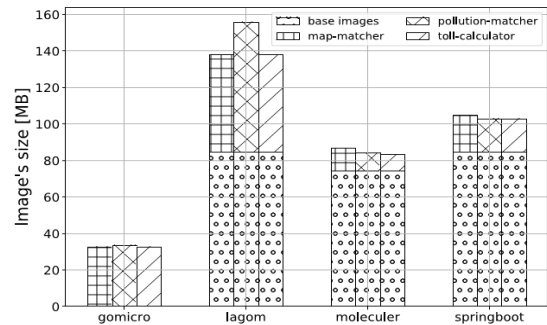 160
140
120
100
80
60
40
20
0
Image's size [MB]
base images
map-matcher
pollution-matcher
toll-calculator
gomicro
lagom
moleculer
springboot